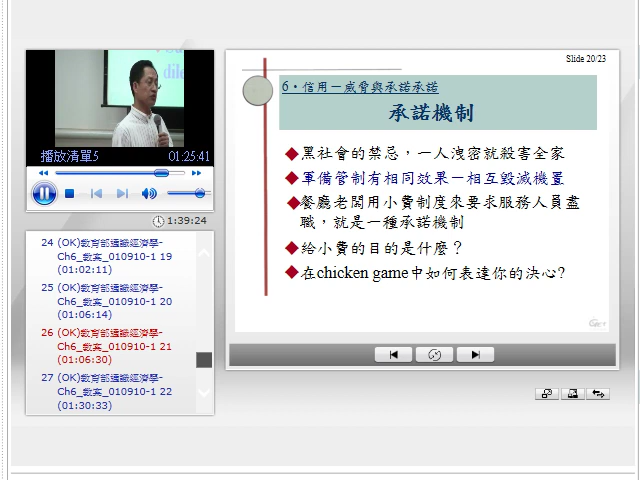 dile
播放清單5
01:25:41
1:39:24
24 (OK)教育部通識經濟學-
Ch6_教案_010910-1 19
(01:02:11)
25 (OK)教育部通識經濟學-
Ch6_教案_010910-1 20
(01:06:14)
26 (OK)教育部通識經濟學-
Ch6_教案_010910-1 21
(01:06:30)
27 (OK)教育部通識經濟學-
Ch6_教案_010910-1 22
(01:30:33)
Slide 20/23
6‧信用－威脅與承諾承諾
承諾機制
黑社會的禁忌，一人洩密就殺害全家
軍備管制有相同效果－相互毀滅機置
餐廳老闆用小費制度來要求服務人員盡
職，就是一種承諾機制
給小費的目的是什麼？
在chicken game中如何表達你的決心?